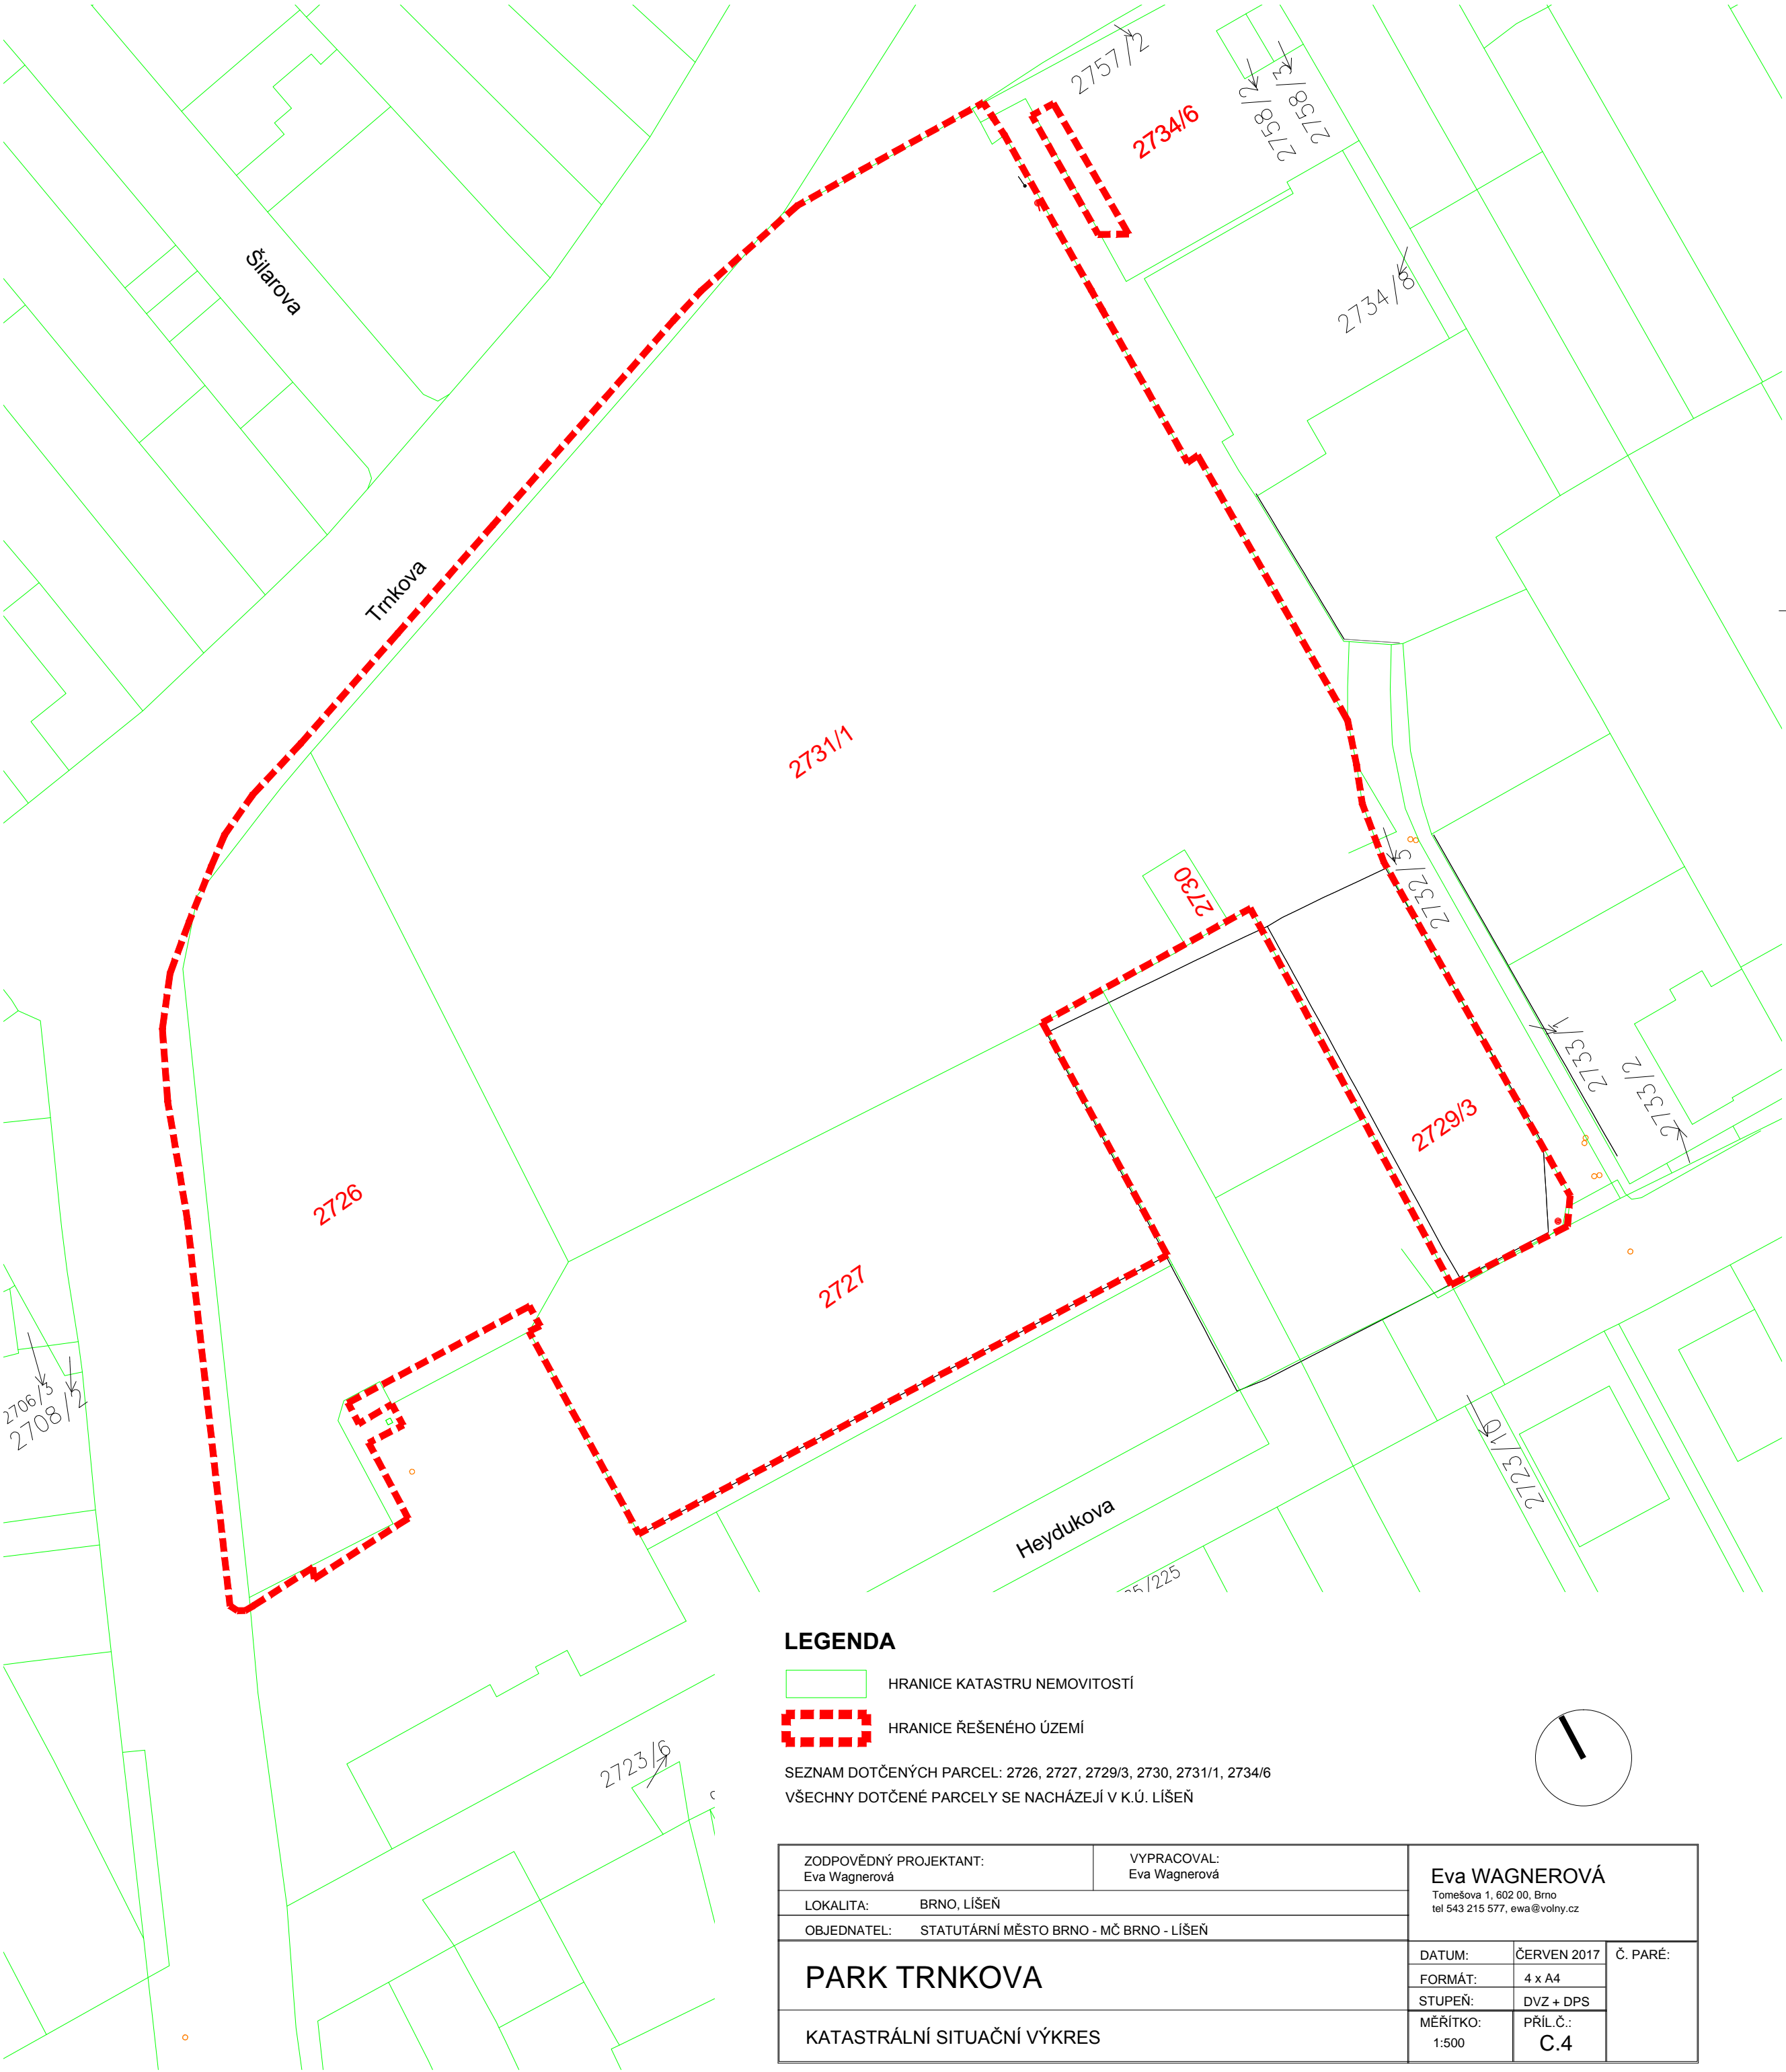 2757/2
2758/2
2758/3
2734/6
Šilarova
2734/8
Trnkova
2731/1
2730
2732/5
2733/1
2733/2
2729/3
2726
2727
2706/3
2708/2
2723/10
Heydukova
/225
2723/6
LEGENDA
HRANICE KATASTRU NEMOVITOSTÍ
HRANICE ŘEŠENÉHO ÚZEMÍ
SEZNAM DOTČENÝCH PARCEL: 2726, 2727, 2729/3, 2730, 2731/1, 2734/6
VŠECHNY DOTČENÉ PARCELY SE NACHÁZEJÍ V K.Ú. LÍŠEŇ
ZODPOVĚDNÝ PROJEKTANT:
Eva Wagnerová
VYPRACOVAL:
Eva Wagnerová
LOKALITA: BRNO, LÍŠEŇ
OBJEDNATEL: STATUTÁRNÍ MĚSTO BRNO - MČ BRNO - LÍŠEŇ
Eva WAGNEROVÁ
Tomešova 1, 602 00, Brno
tel 543 215 577, ewa@volny.cz
PARK TRNKOVA
KATASTRÁLNÍ SITUAČNÍ VÝKRES
DATUM: ČERVEN 2017
FORMÁT: 4 x A4
STUPEŇ: DVZ + DPS
MĚŘÍTKO:
1:500
PŘÍL.Č.:
C.4
Č. PARÉ: